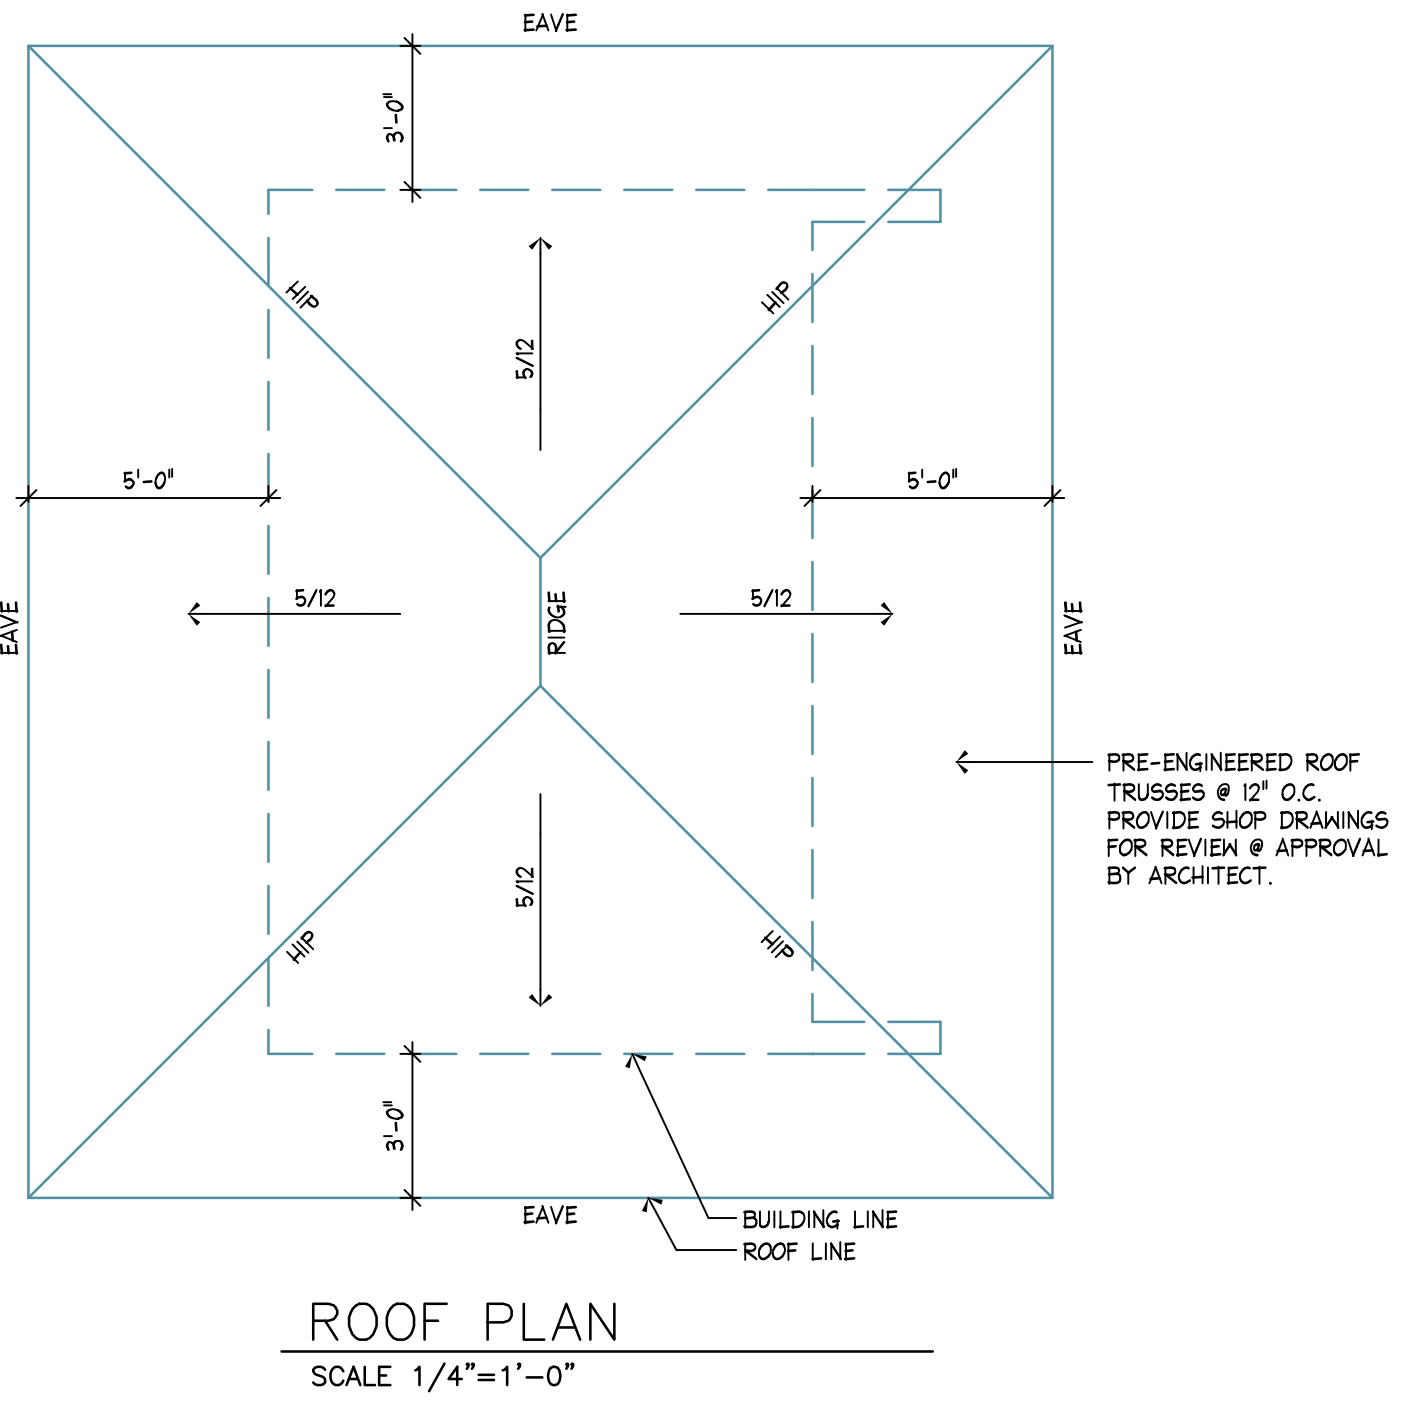 EAVE
3'-0"
HIP
HIP
5/12
5'-0"
5'-0"
5/12
5/12
EAVE
RIDGE
EAVE
PRE-ENGINEERED ROOF
TRUSSES @ 12" O.C.
PROVIDE SHOP DRAWINGS
FOR REVIEW @ APPROVAL
BY ARCHITECT.
5/12
HIP
HIP
3'-0"
EAVE
BUILDING LINE
ROOF LINE
ROOF PLAN
SCALE 1/4"=1'-0"